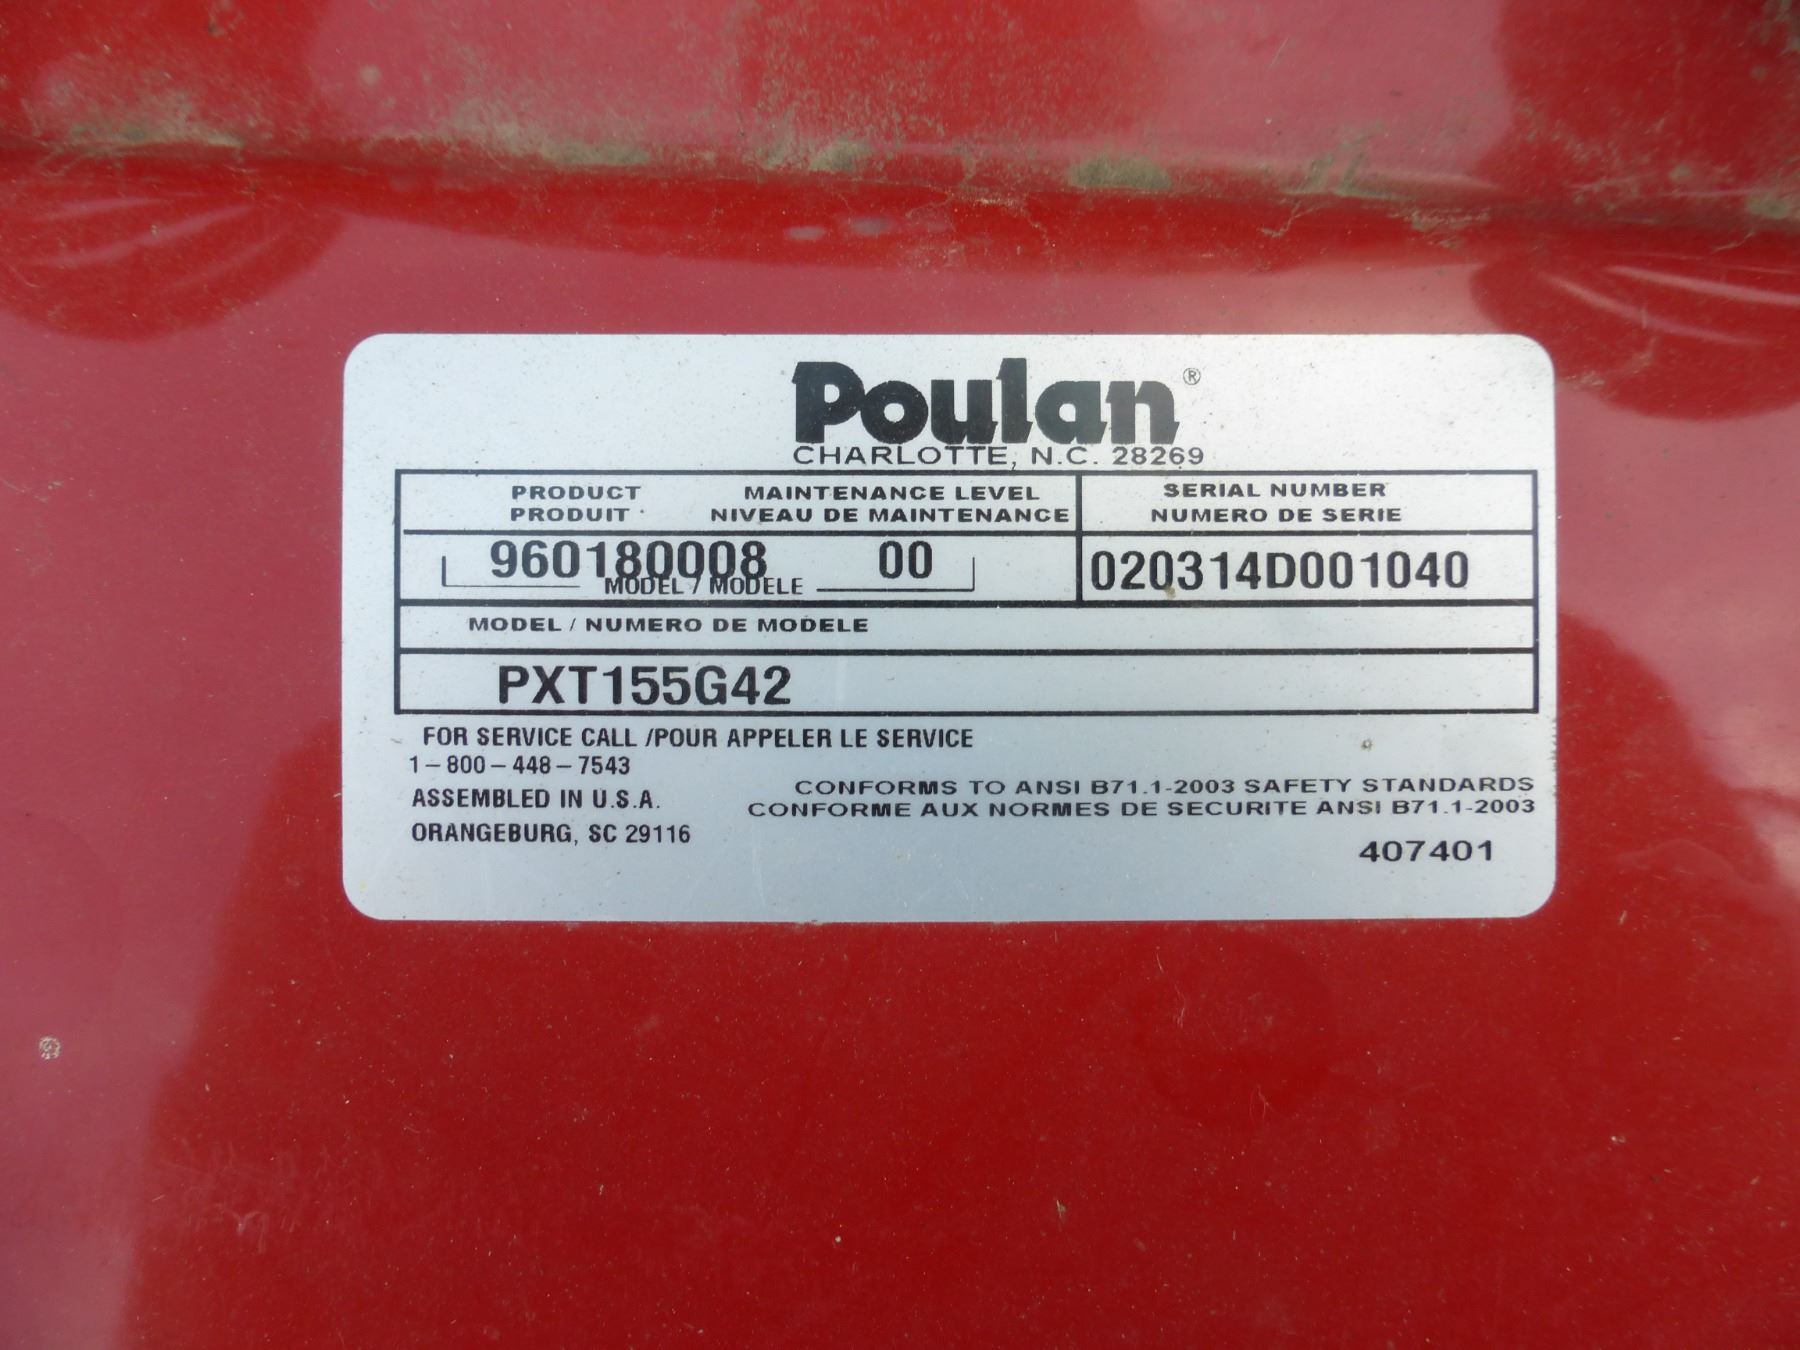 Poulan®
CHARLOTTE, N.C. 28269
PRODUCT MAINTENANCE LEVEL SERIAL NUMBER
PRODUIT NIVEAU DE MAINTENANCE NUMERO DE SERIE
960180008 00 020314D001040
MODEL / MODELE
MODEL / NUMERO DE MODELE
PXT155G42
FOR SERVICE CALL /POUR APPELER LE SERVICE
1-800-448-7543
CONFORMS TO ANSI B71.1-2003 SAFETY STANDARDS
ASSEMBLED IN U.S.A.
CONFORME AUX NORMES DE SECURITE ANSI B71.1-2003
ORANGEBURG, SC 29116
407401